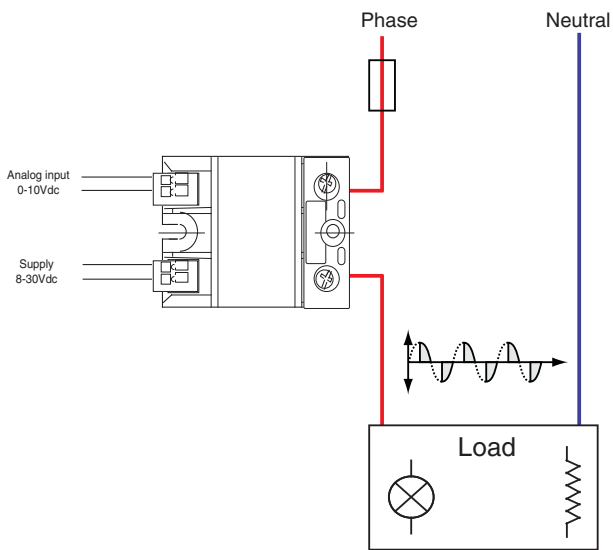 Phase
Neutral
Analog input
0-10Vdc
Supply
8-30Vdc
Load